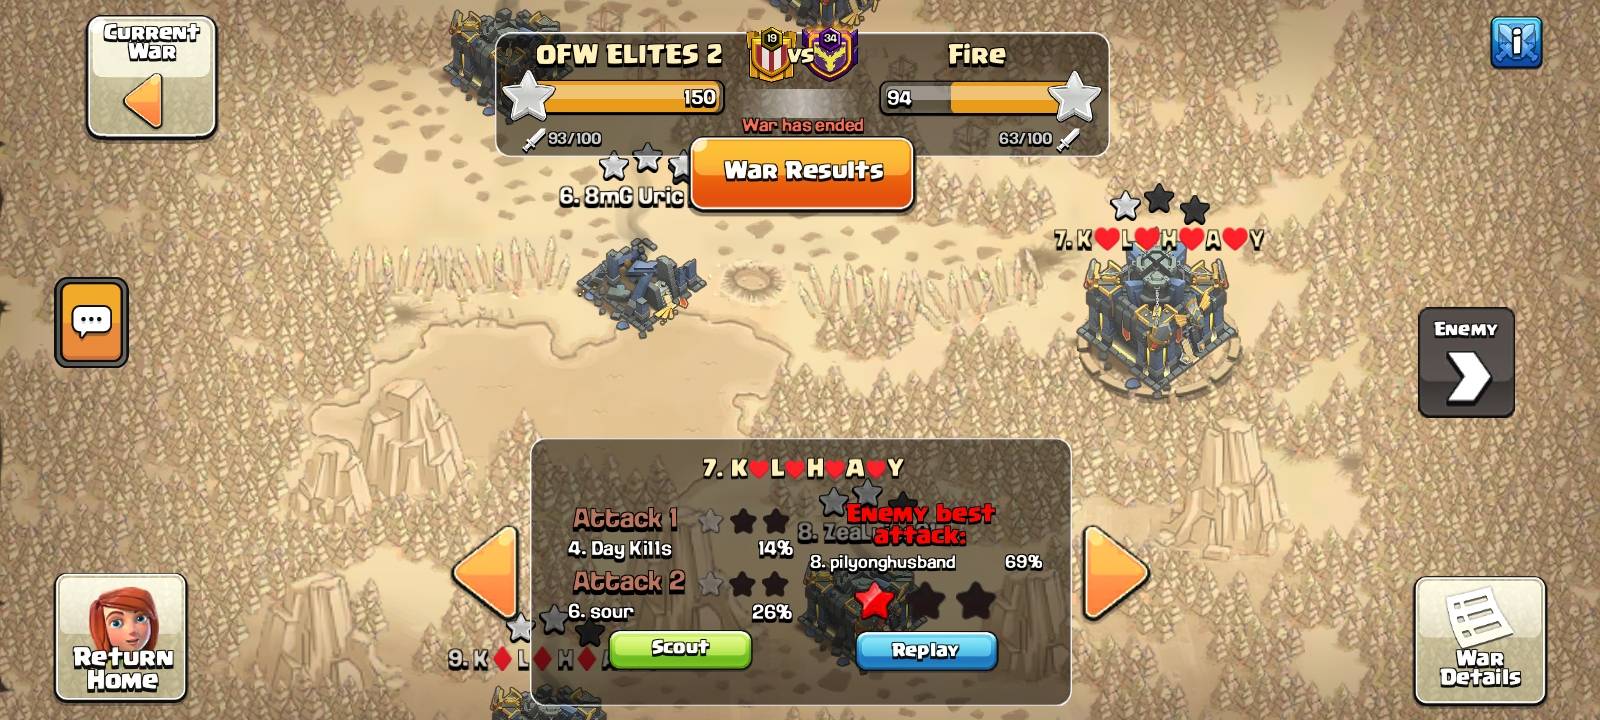 Current War
OFW ELITES 2
19
vs
34
Fire
150
94
War has ended
93/100
63/100
War Results
6. 8mG Uric
7. K♥L♥H♥A♥Y
Enemy
7. K♥L♥H♥A♥Y
Attack 1
4. Day Kills
14%
Attack 2
6. sour
26%
Scout
8. Zeal
Enemy best attack:
8. pilyonghusband
69%
Replay
9. K♦L♦H♦A
Return Home
War Details